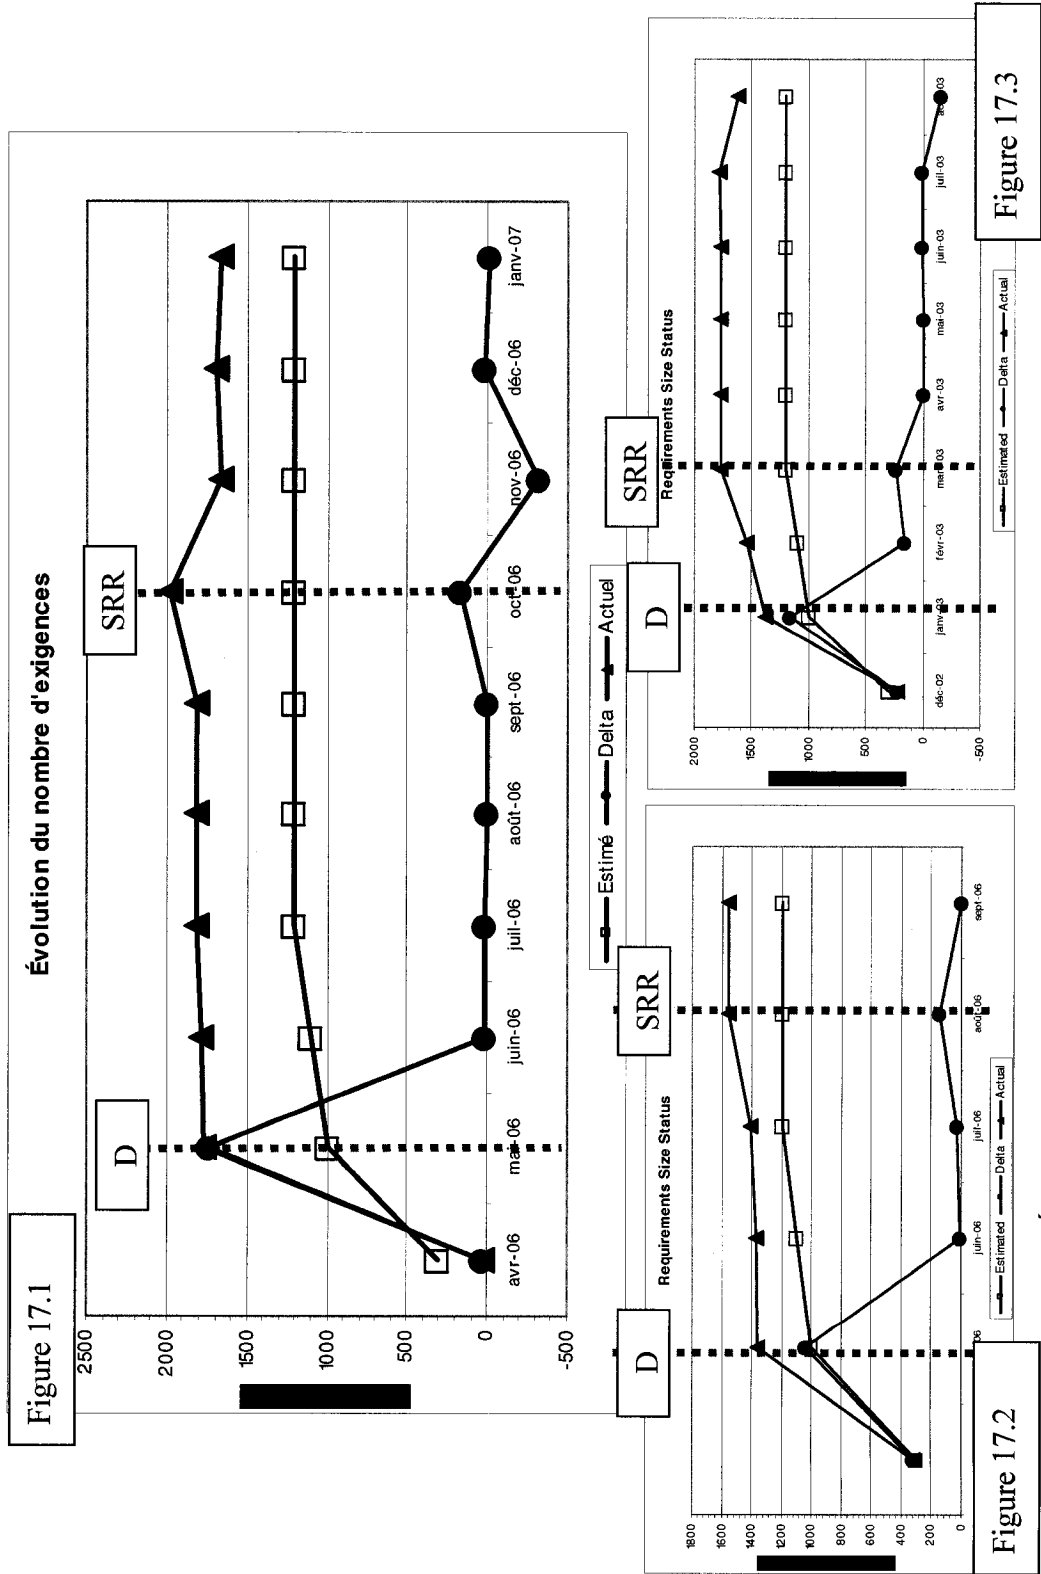 Figure 17.1
Évolution du nombre d'exigences
D
SRR
2500
2000
1500
1000
500
0
-500
avr-06
mai-06
juin-06
juil-06
août-06
sept-06
oct-06
nov-06
déc-06
janv-07
Estimé Delta Actuel
Figure 17.2
Requirements Size Status
D
SRR
1800
1600
1400
1200
1000
800
600
400
200
0
juin-06
juil-06
août-06
sept-06
Estimated Delta Actual
Figure 17.3
Requirements Size Status
D
SRR
2000
1500
1000
500
0
-500
déc-02
janv-03
févr-03
mars-03
avr-03
mai-03
juin-03
juil-03
Estimated Delta Actual